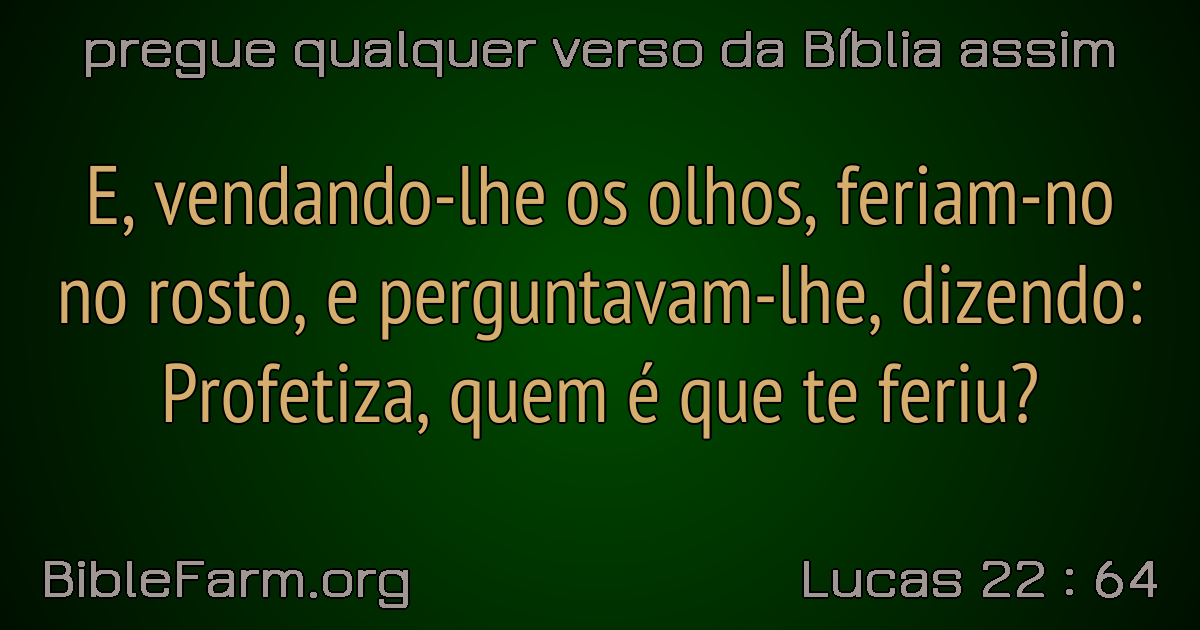 pregue qualquer verso da Bíblia assim
E, vendando-lhe os olhos, feriam-no
no rosto, e perguntavam-lhe, dizendo:
Profetiza, quem é que te feriu?
BibleFarm.org
Lucas 22 : 64